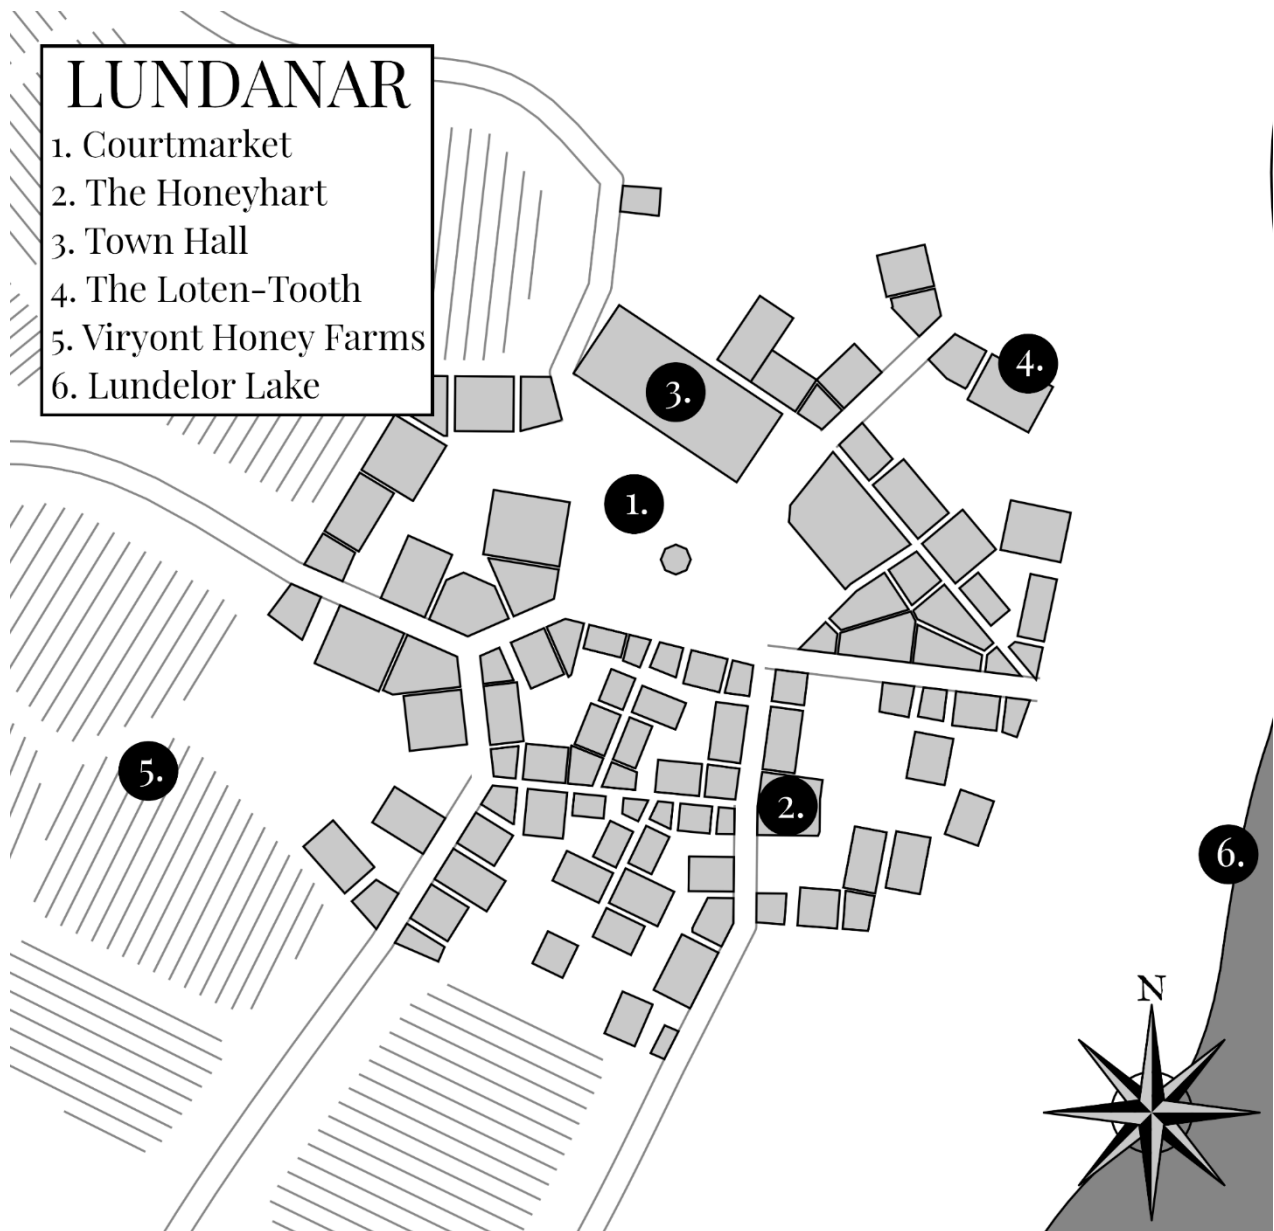 LUNDANAR
1. Courtmarket
2. The Honeyhart
3. Town Hall
4. The Loten-Tooth
5. Viryont Honey Farms
6. Lundelor Lake
4.
3.
1.
5.
2.
6.
N